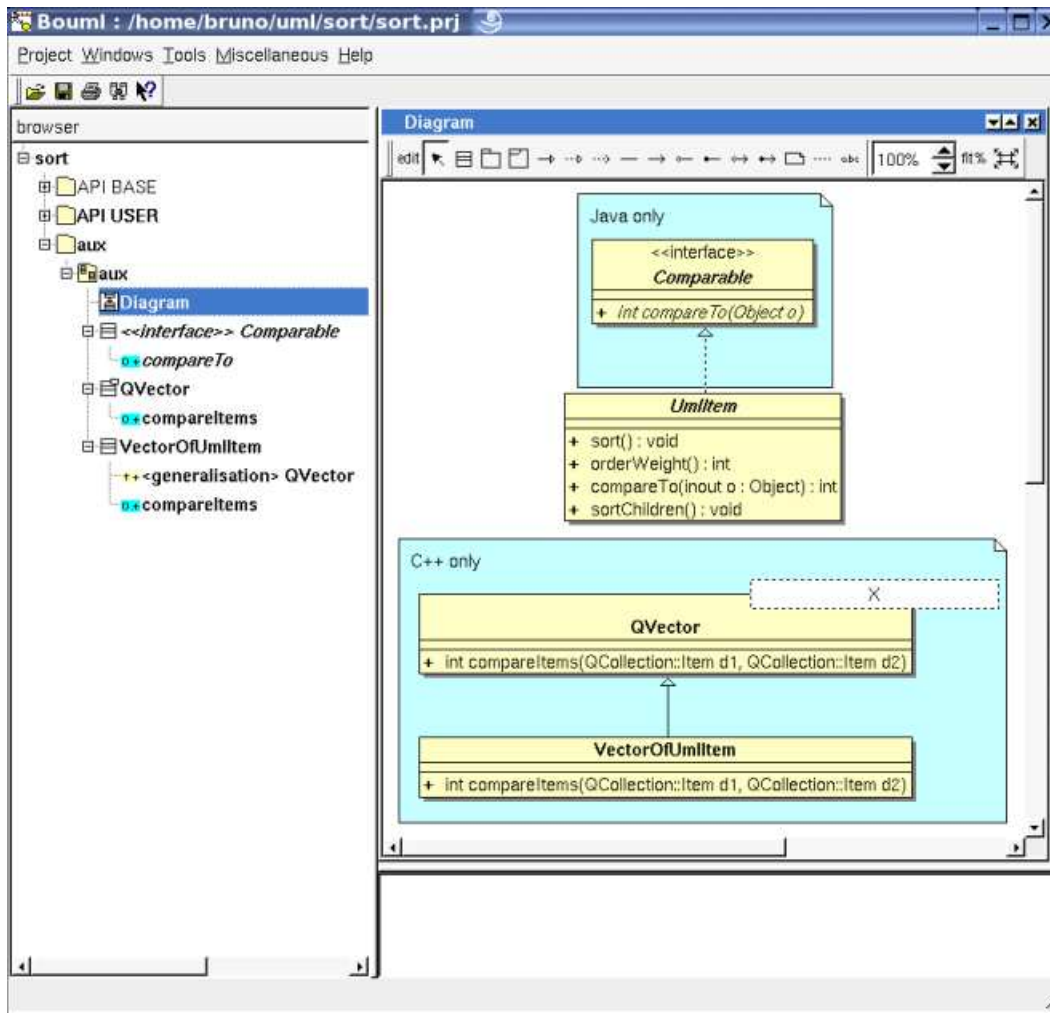 Bouml : /home/bruno/uml/sort/sort.prj
Project Windows Tools Miscellaneous Help
browser
sort
API BASE
API USER
aux
aux
Diagram
<<interface>> Comparable
compareTo
QVector
compareItems
VectorOfUmlItem
<generalisation> QVector
compareItems
Diagram
edit
abc
100%
fit%
Java only
<<interface>>
Comparable
+ int compareTo(Object o)
UmlItem
+ sort() : void
+ orderWeight() : int
+ compareTo(inout o : Object) : int
+ sortChildren() : void
C++ only
X
QVector
+ int compareItems(QCollection::Item d1, QCollection::Item d2)
VectorOfUmlItem
+ int compareItems(QCollection::Item d1, QCollection::Item d2)